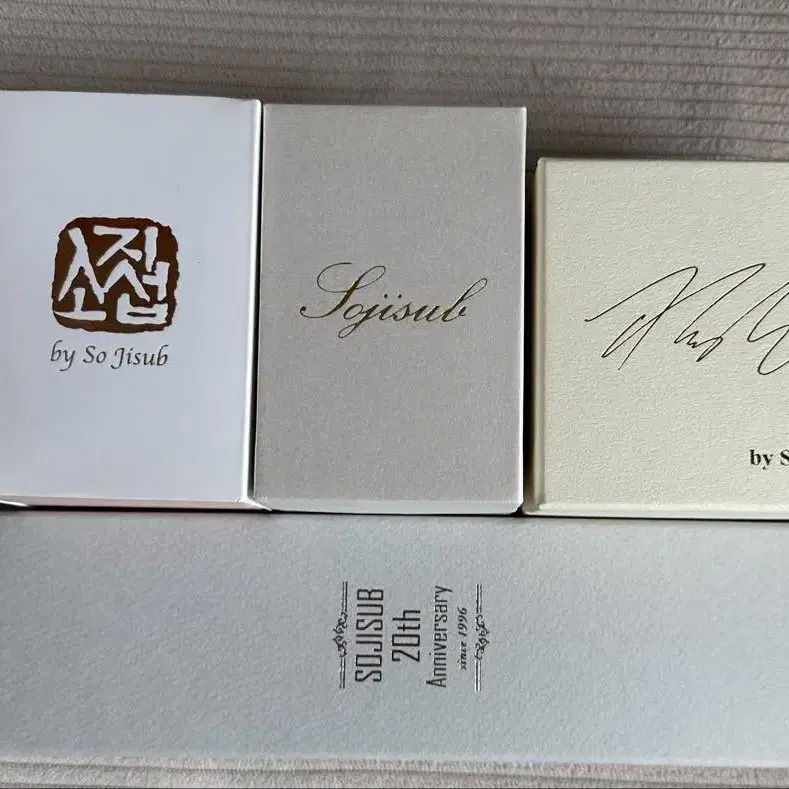 소지섭
by So Jisub
Sojisub
by S
SOJISUB
20th
Anniversary
since 1996